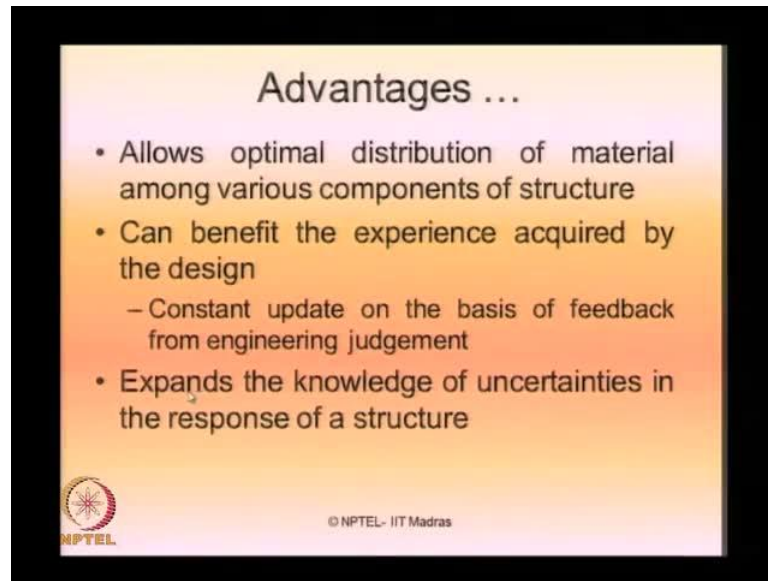 Advantages ...
• Allows optimal distribution of material
among various components of structure
• Can benefit the experience acquired by
the design
– Constant update on the basis of feedback
from engineering judgement
• Expands the knowledge of uncertainties in
the response of a structure
© NPTEL- IIT Madras
NPTEL